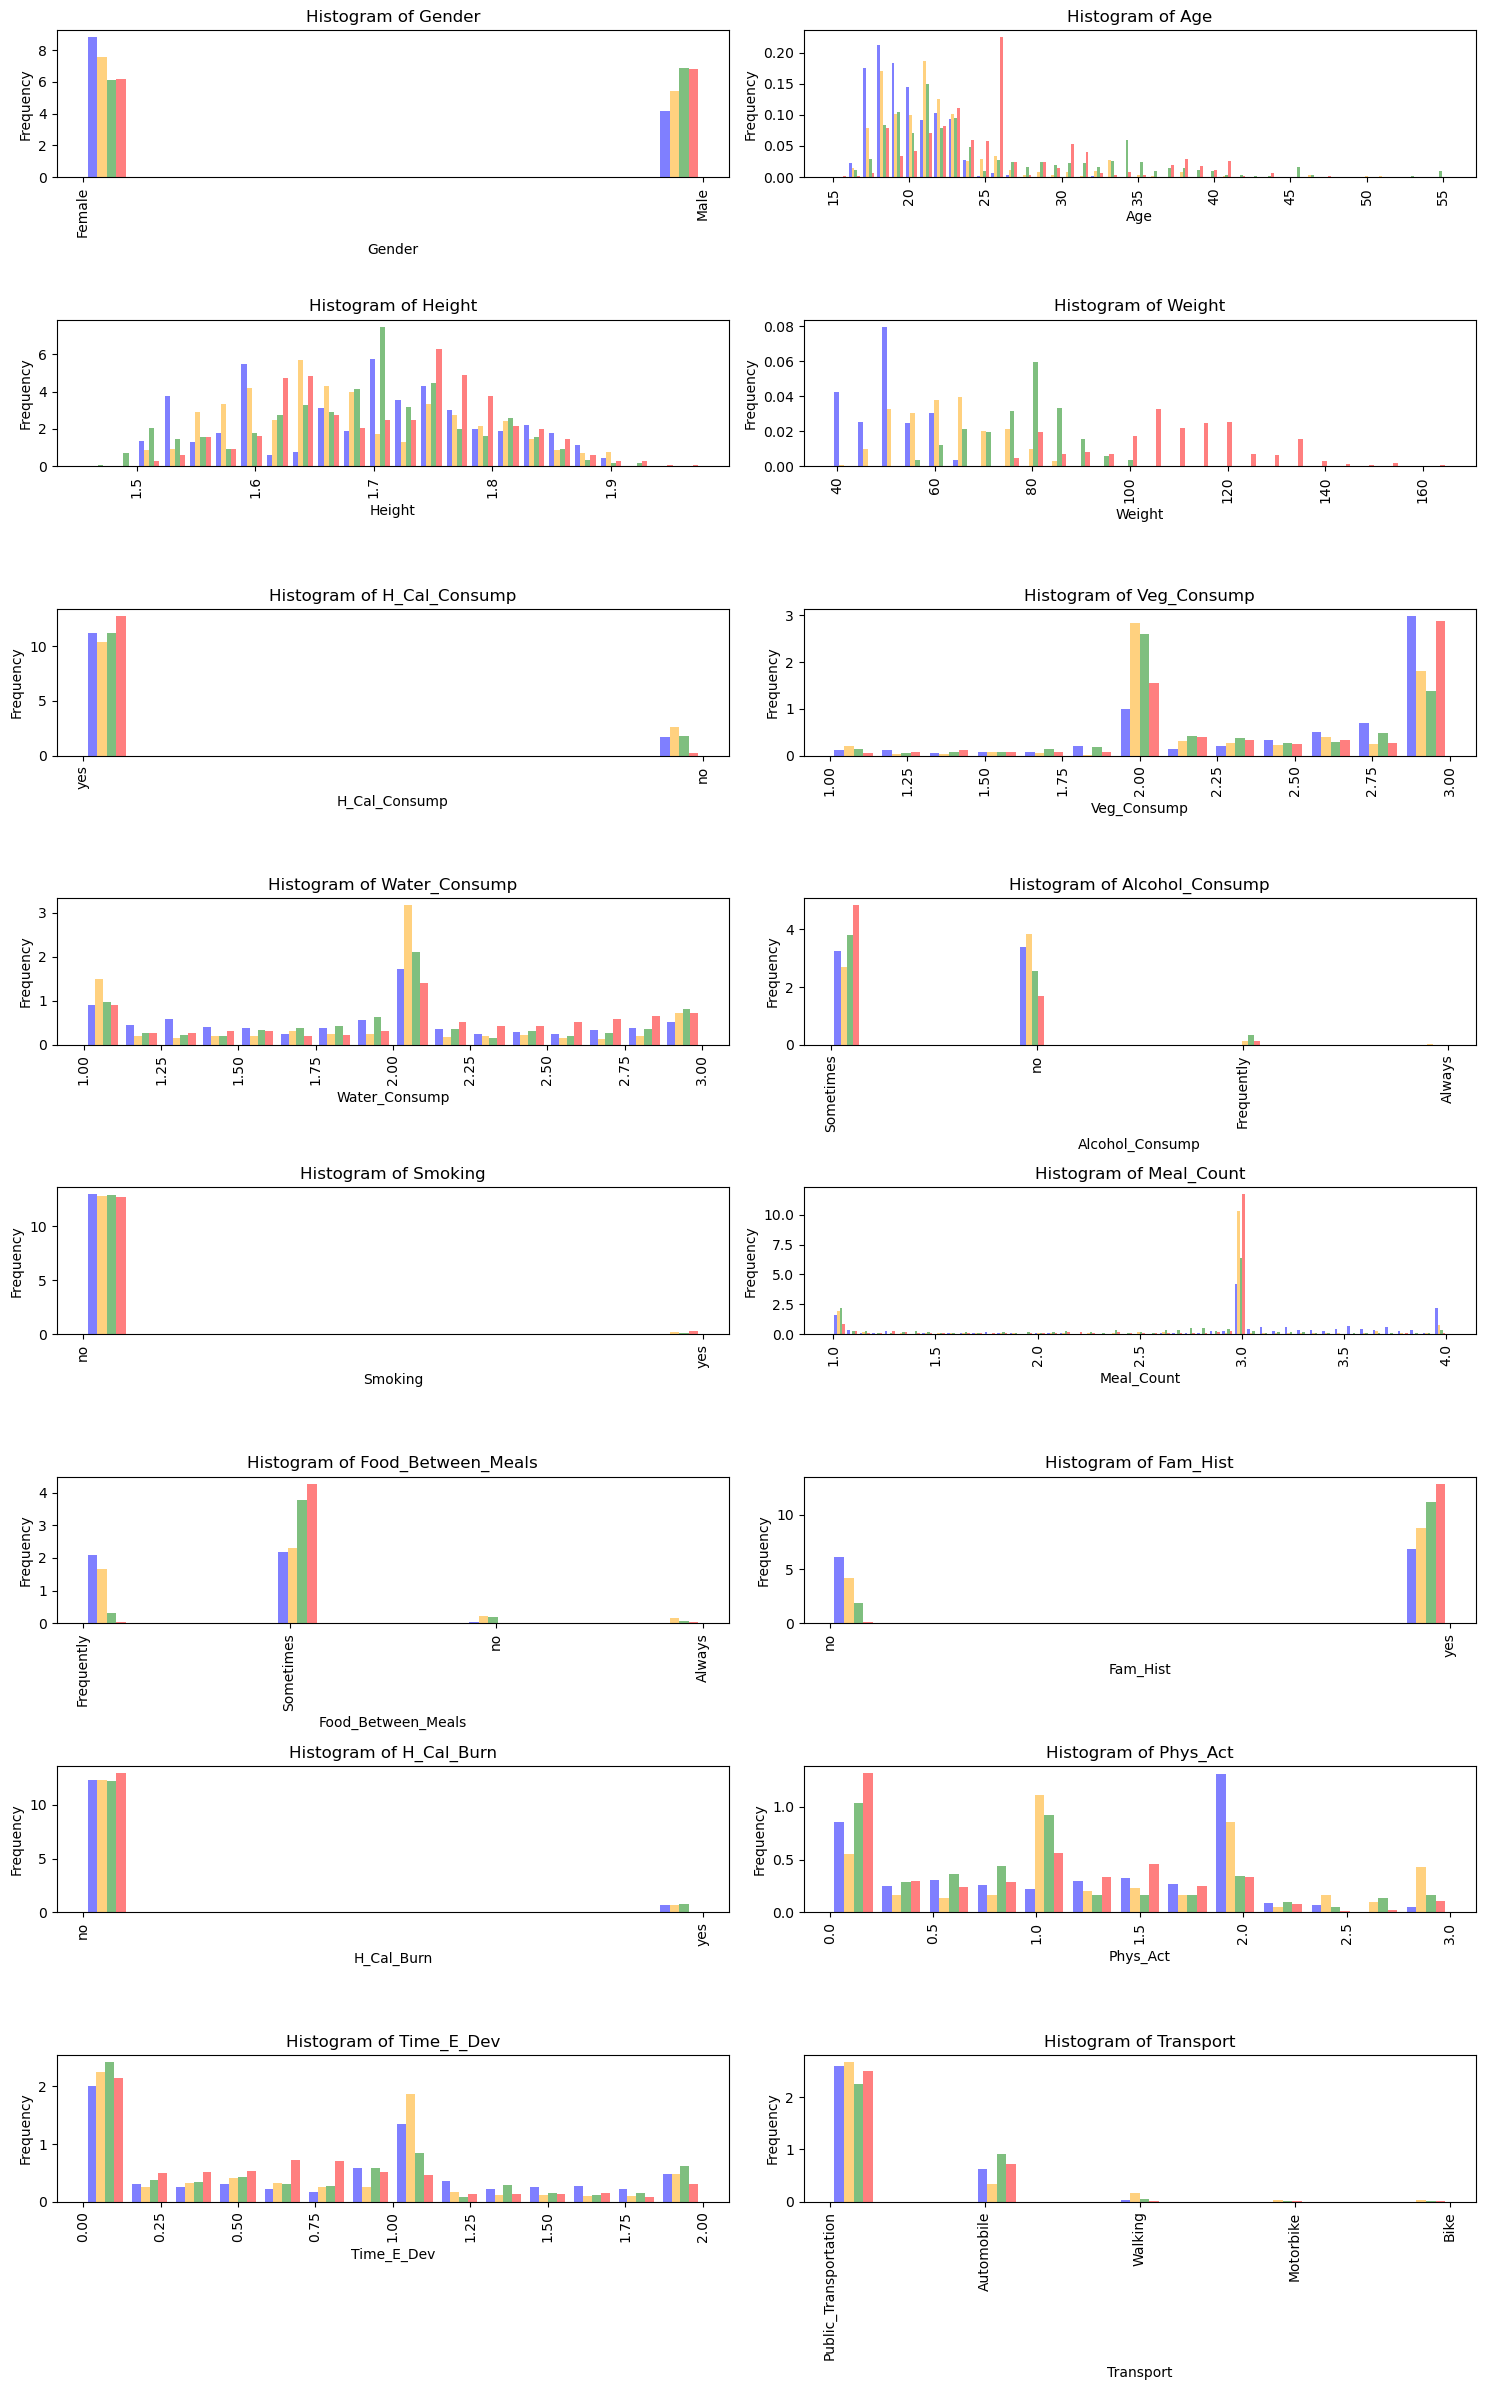 Histogram of Gender
Frequency
8
6
4
2
0
Female
Male
Gender
Histogram of Age
Frequency
0.20
0.15
0.10
0.05
0.00
15
20
25
30
35
40
45
50
55
Age
Histogram of Height
Frequency
6
4
2
0
1.5
1.6
1.7
1.8
1.9
Height
Histogram of Weight
Frequency
0.08
0.06
0.04
0.02
0.00
40
60
80
100
120
140
160
Weight
Histogram of H_Cal_Consump
Frequency
10
5
0
yes
no
H_Cal_Consump
Histogram of Veg_Consump
Frequency
3
2
1
0
1.00
1.25
1.50
1.75
2.00
2.25
2.50
2.75
3.00
Veg_Consump
Histogram of Water_Consump
Frequency
3
2
1
0
1.00
1.25
1.50
1.75
2.00
2.25
2.50
2.75
3.00
Water_Consump
Histogram of Alcohol_Consump
Frequency
4
2
0
Sometimes
no
Frequently
Always
Alcohol_Consump
Histogram of Smoking
Frequency
10
5
0
no
yes
Smoking
Histogram of Meal_Count
Frequency
10.0
7.5
5.0
2.5
0.0
1.0
1.5
2.0
2.5
3.0
3.5
4.0
Meal_Count
Histogram of Food_Between_Meals
Frequency
4
3
2
1
0
Frequently
Sometimes
no
Always
Food_Between_Meals
Histogram of Fam_Hist
Frequency
10
5
0
no
yes
Fam_Hist
Histogram of H_Cal_Burn
Frequency
10
5
0
no
yes
H_Cal_Burn
Histogram of Phys_Act
Frequency
1.0
0.5
0.0
0.0
0.5
1.0
1.5
2.0
2.5
3.0
Phys_Act
Histogram of Time_E_Dev
Frequency
2
1
0
0.00
0.25
0.50
0.75
1.00
1.25
1.50
1.75
2.00
Time_E_Dev
Histogram of Transport
Frequency
2
1
0
Public_Transportation
Automobile
Walking
Motorbike
Bike
Transport